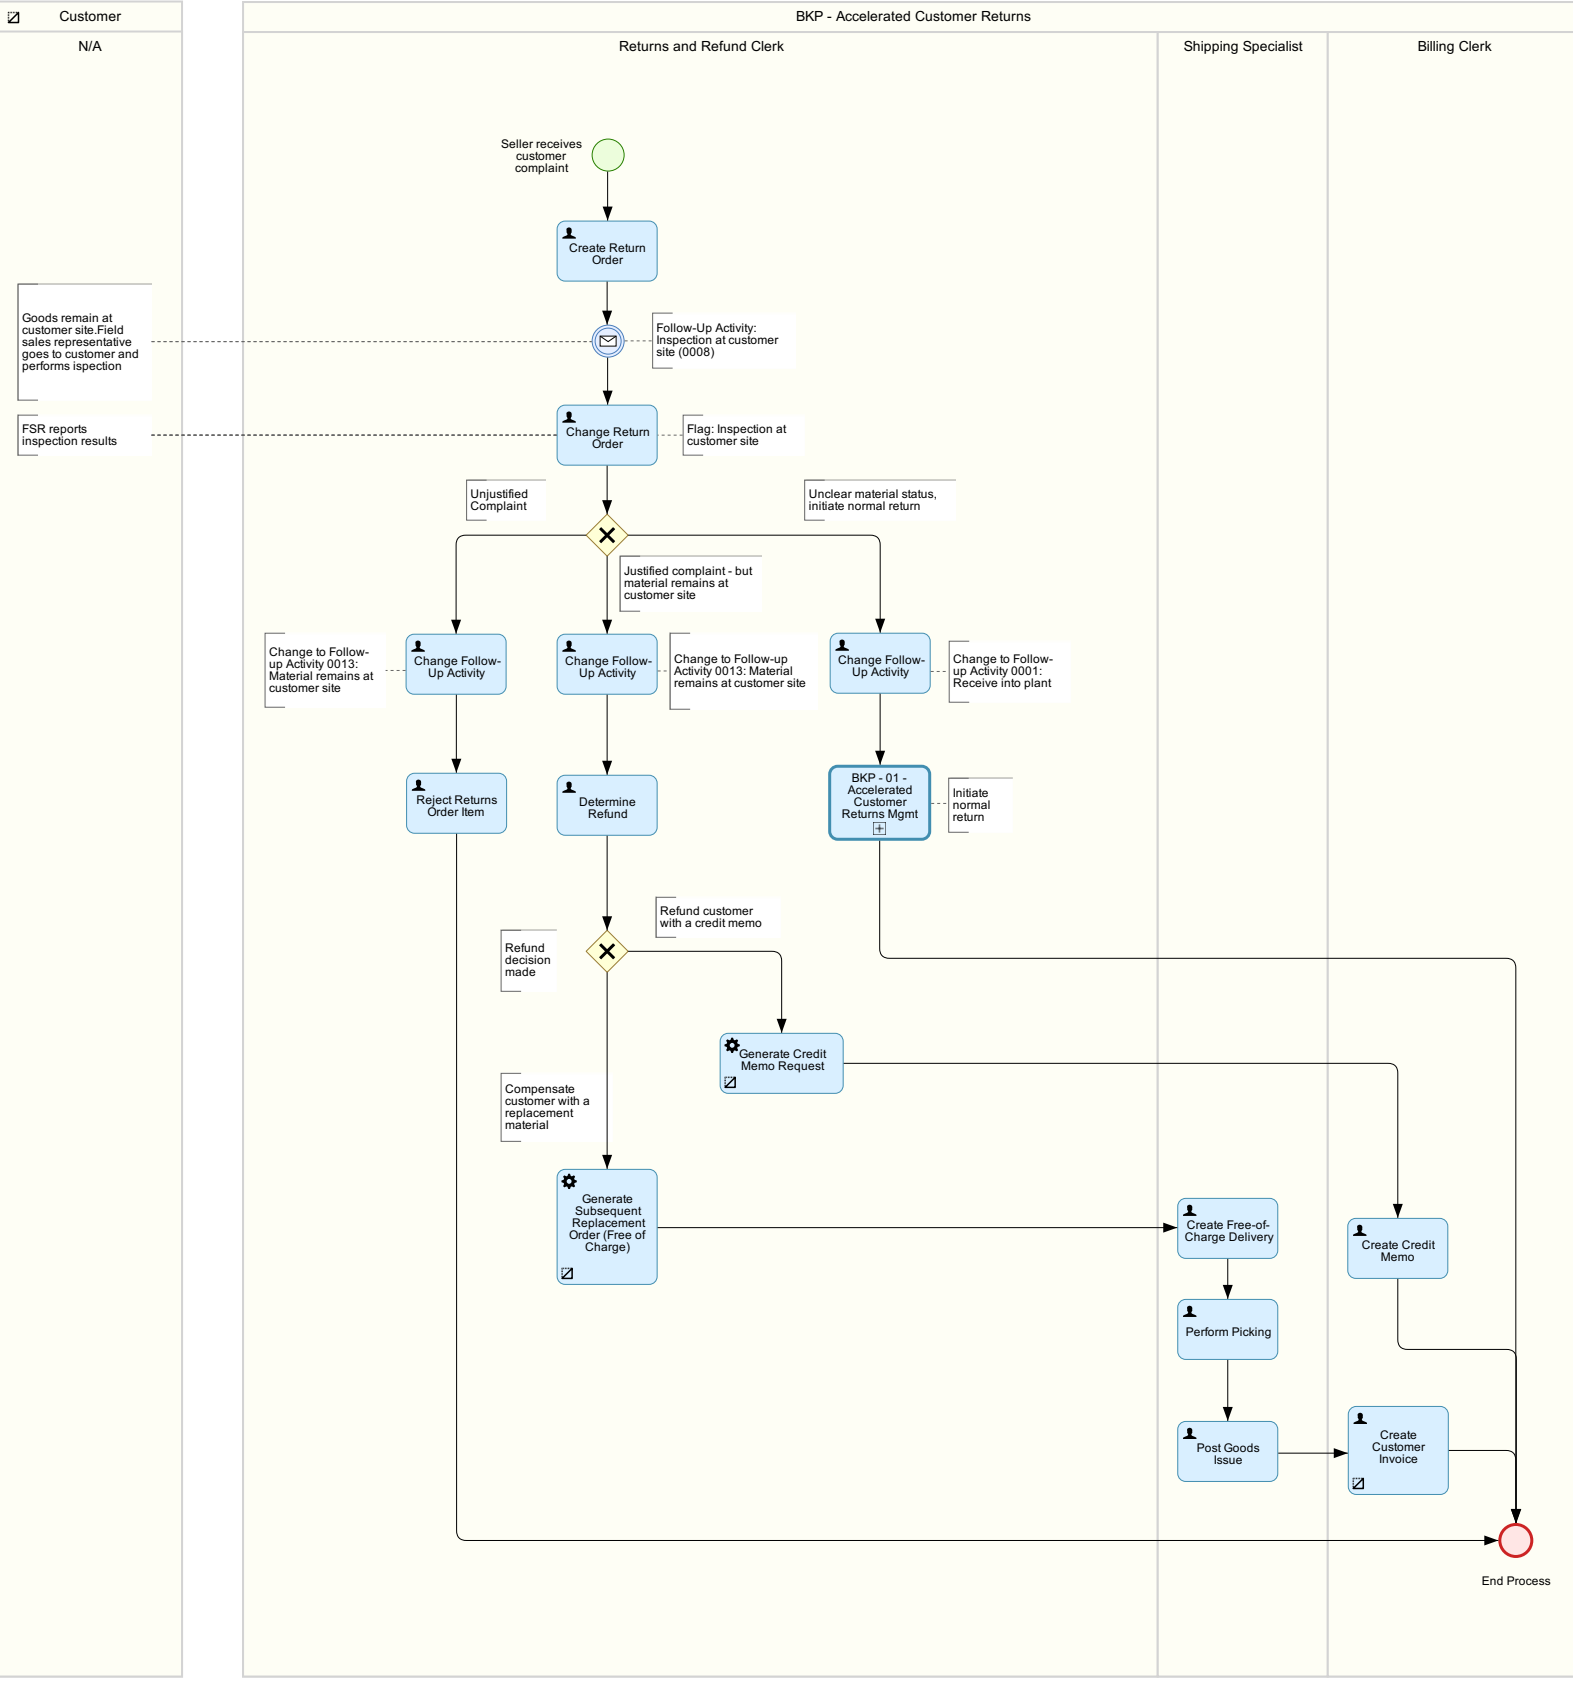 Customer
BKP - Accelerated Customer Returns
N/A
Returns and Refund Clerk
Shipping Specialist
Billing Clerk
Seller receives
customer
complaint
Create Return
Order
Goods remain at
customer site.Field
sales representative
goes to customer and
performs ispection
Follow-Up Activity:
Inspection at customer
site (0008)
FSR reports
inspection results
Change Return
Order
Flag: Inspection at
customer site
Unjustified
Complaint
Unclear material status,
initiate normal return
Justified complaint - but
material remains at
customer site
Change to Follow-
up Activity 0013:
Material remains at
customer site
Change Follow-
Up Activity
Change Follow-
Up Activity
Change to Follow-up
Activity 0013: Material
remains at customer site
Change Follow-
Up Activity
Change to Follow-
up Activity 0001:
Receive into plant
Reject Returns
Order Item
Determine
Refund
BKP - 01 -
Accelerated
Customer
Returns Mgmt
Initiate
normal
return
Refund customer
with a credit memo
Refund
decision
made
Generate Credit
Memo Request
Compensate
customer with a
replacement
material
Generate
Subsequent
Replacement
Order (Free of
Charge)
Create Free-of-
Charge Delivery
Create Credit
Memo
Perform Picking
Post Goods
Issue
Create
Customer
Invoice
End Process